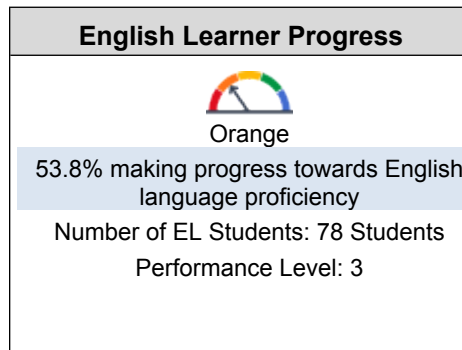 English Learner Progress
Orange
53.8% making progress towards English
language proficiency
Number of EL Students: 78 Students
Performance Level: 3